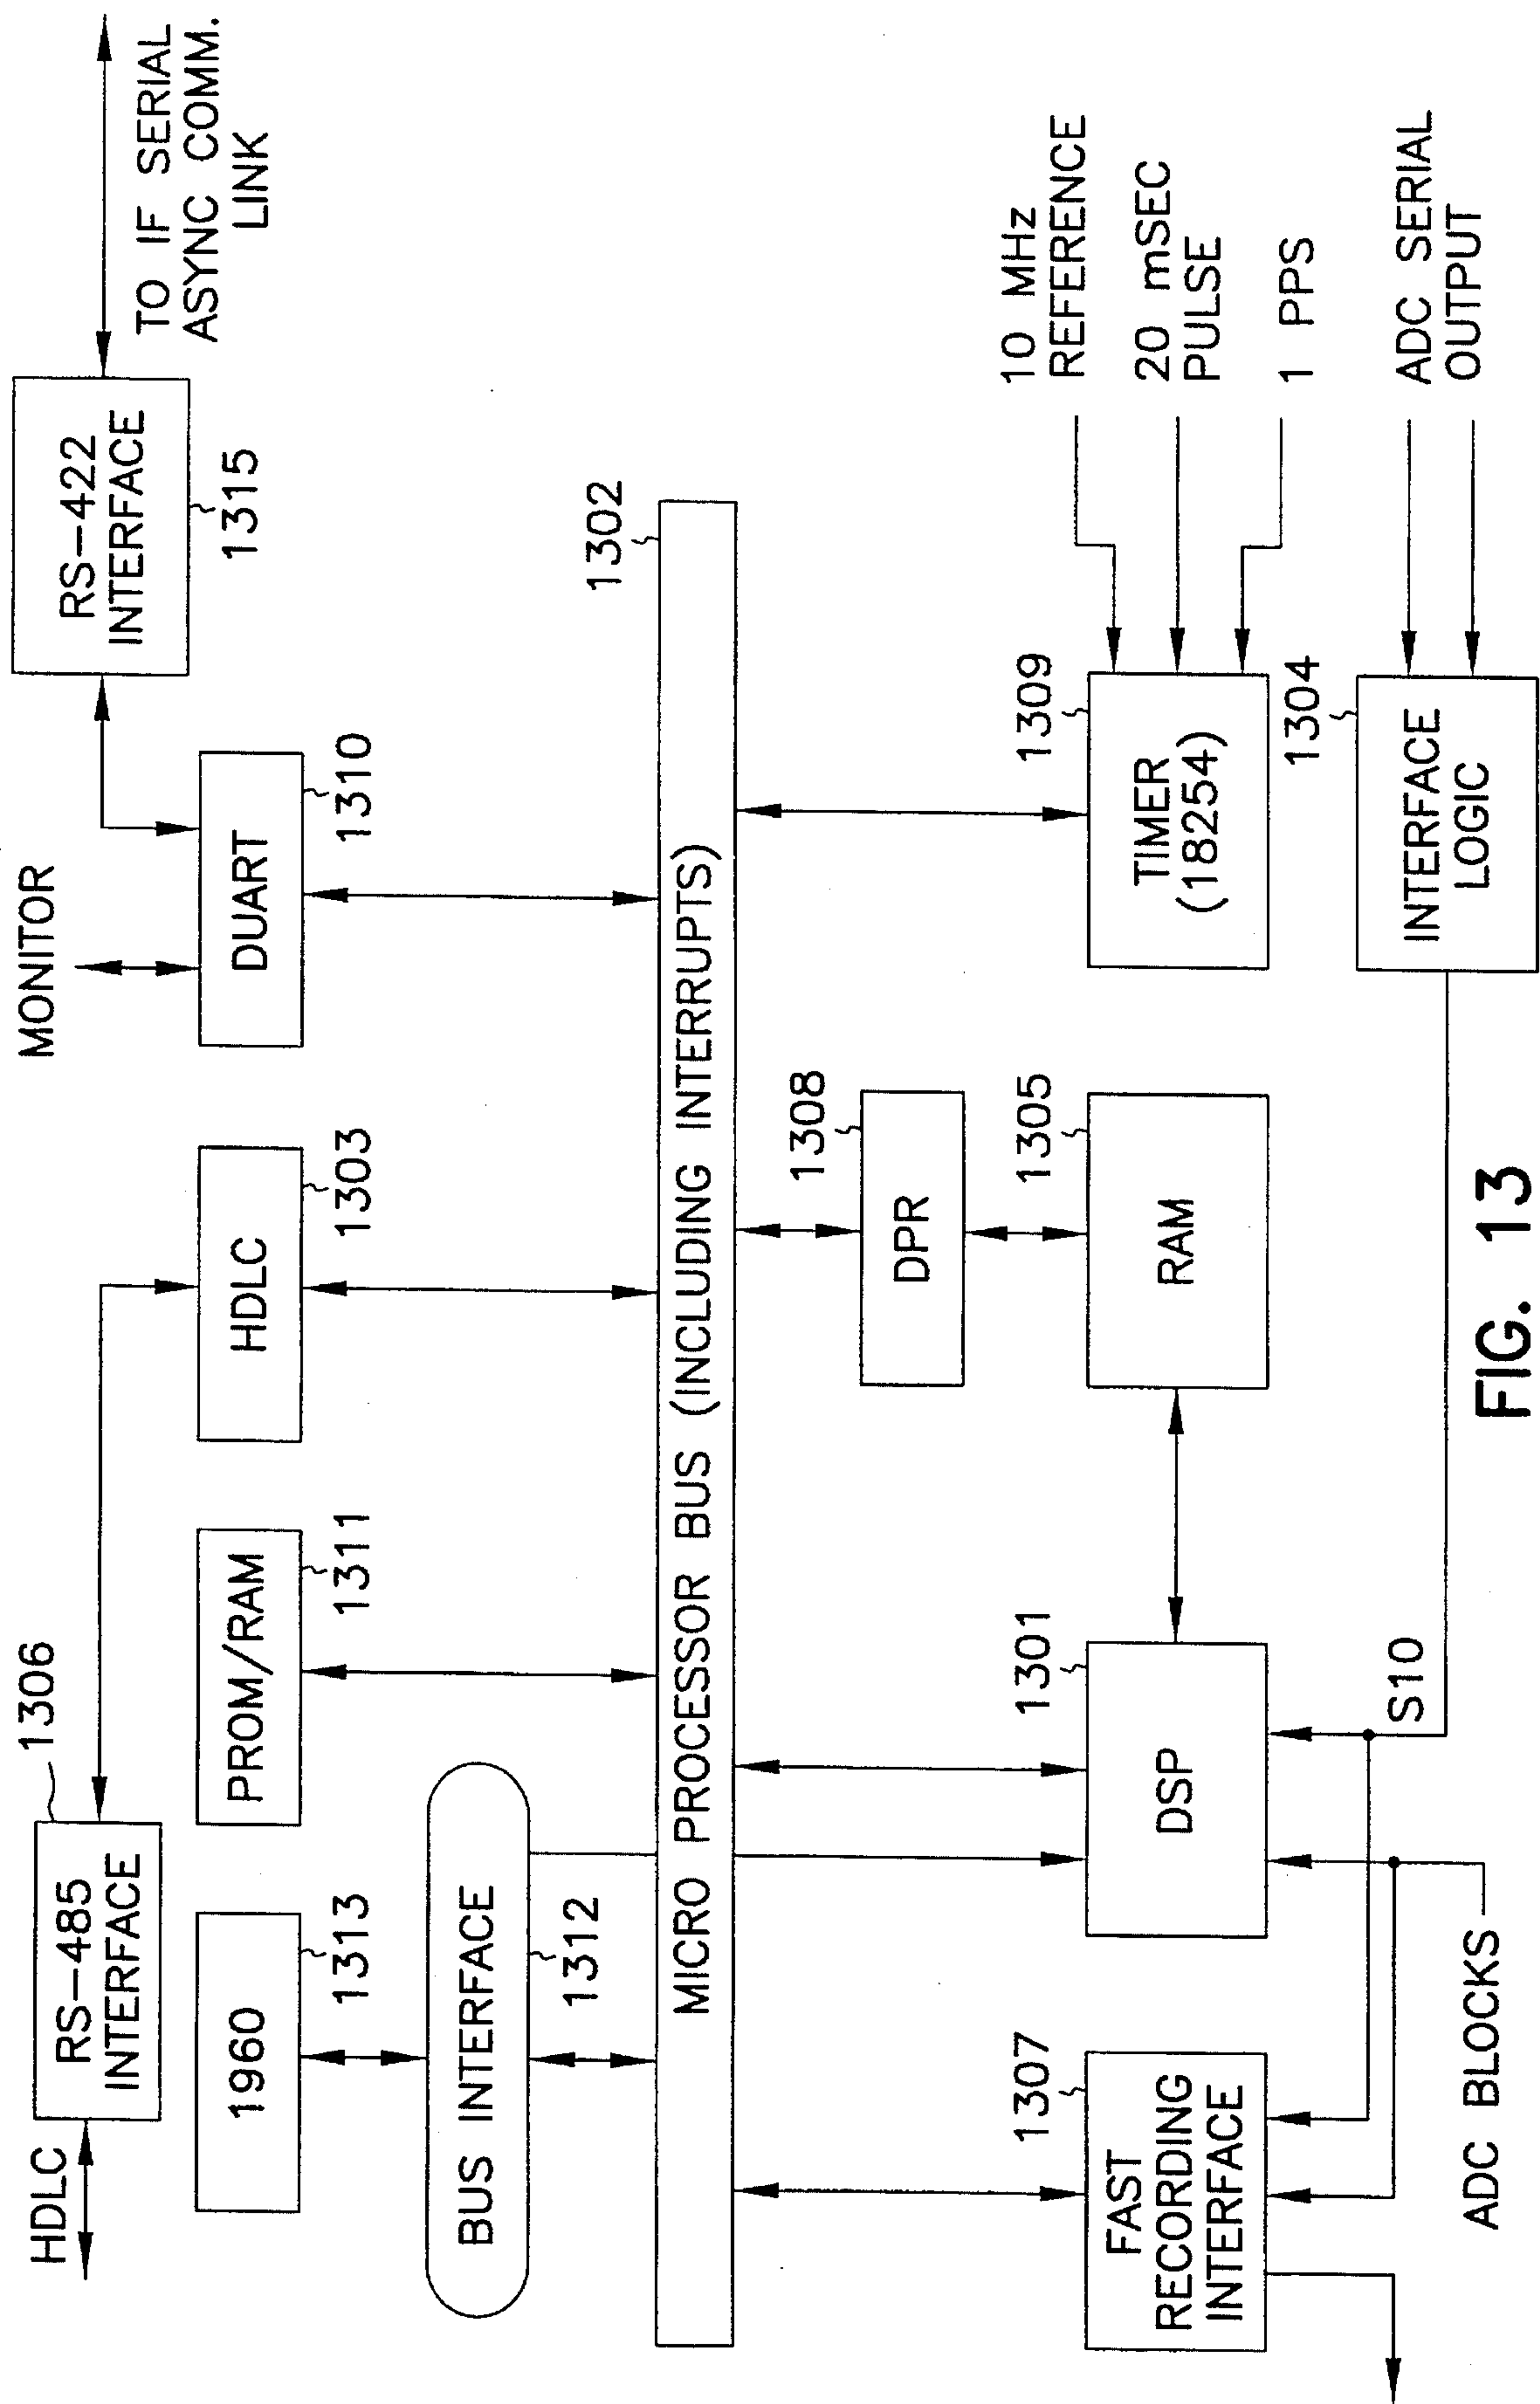 HDLC
RS-485
INTERFACE
1306
MONITOR
RS-422
INTERFACE
1315
TO IF SERIAL
ASYNC COMM.
LINK
1960
1313
PROM/RAM
1311
HDLC
1303
DUART
1310
BUS INTERFACE
1312
MICRO PROCESSOR BUS (INCLUDING INTERRUPTS)
1302
DPR
1308
FAST
RECORDING
INTERFACE
1307
DSP
1301
RAM
1305
TIMER
(18254)
1309
10 MHz
REFERENCE
20 mSEC
PULSE
1 PPS
INTERFACE
LOGIC
1304
ADC SERIAL
OUTPUT
S10
ADC BLOCKS
FIG. 13